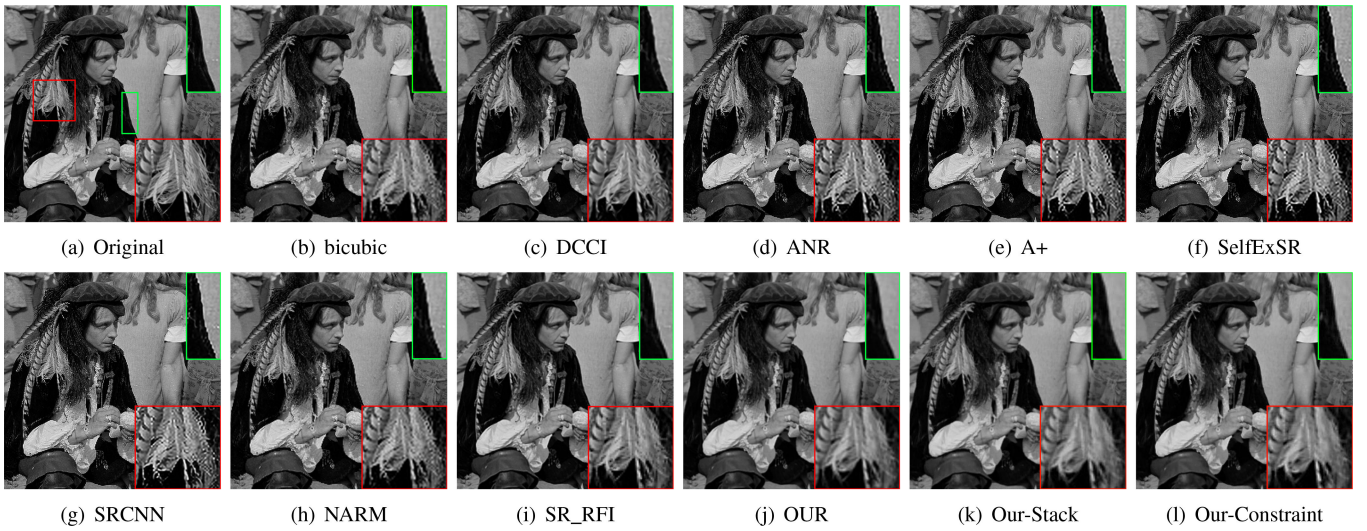 (a) Original
(b) bicubic
(c) DCCI
(d) ANR
(e) A+
(f) SelfExSR
(g) SRCNN
(h) NARM
(i) SR_RFI
(j) OUR
(k) Our-Stack
(l) Our-Constraint